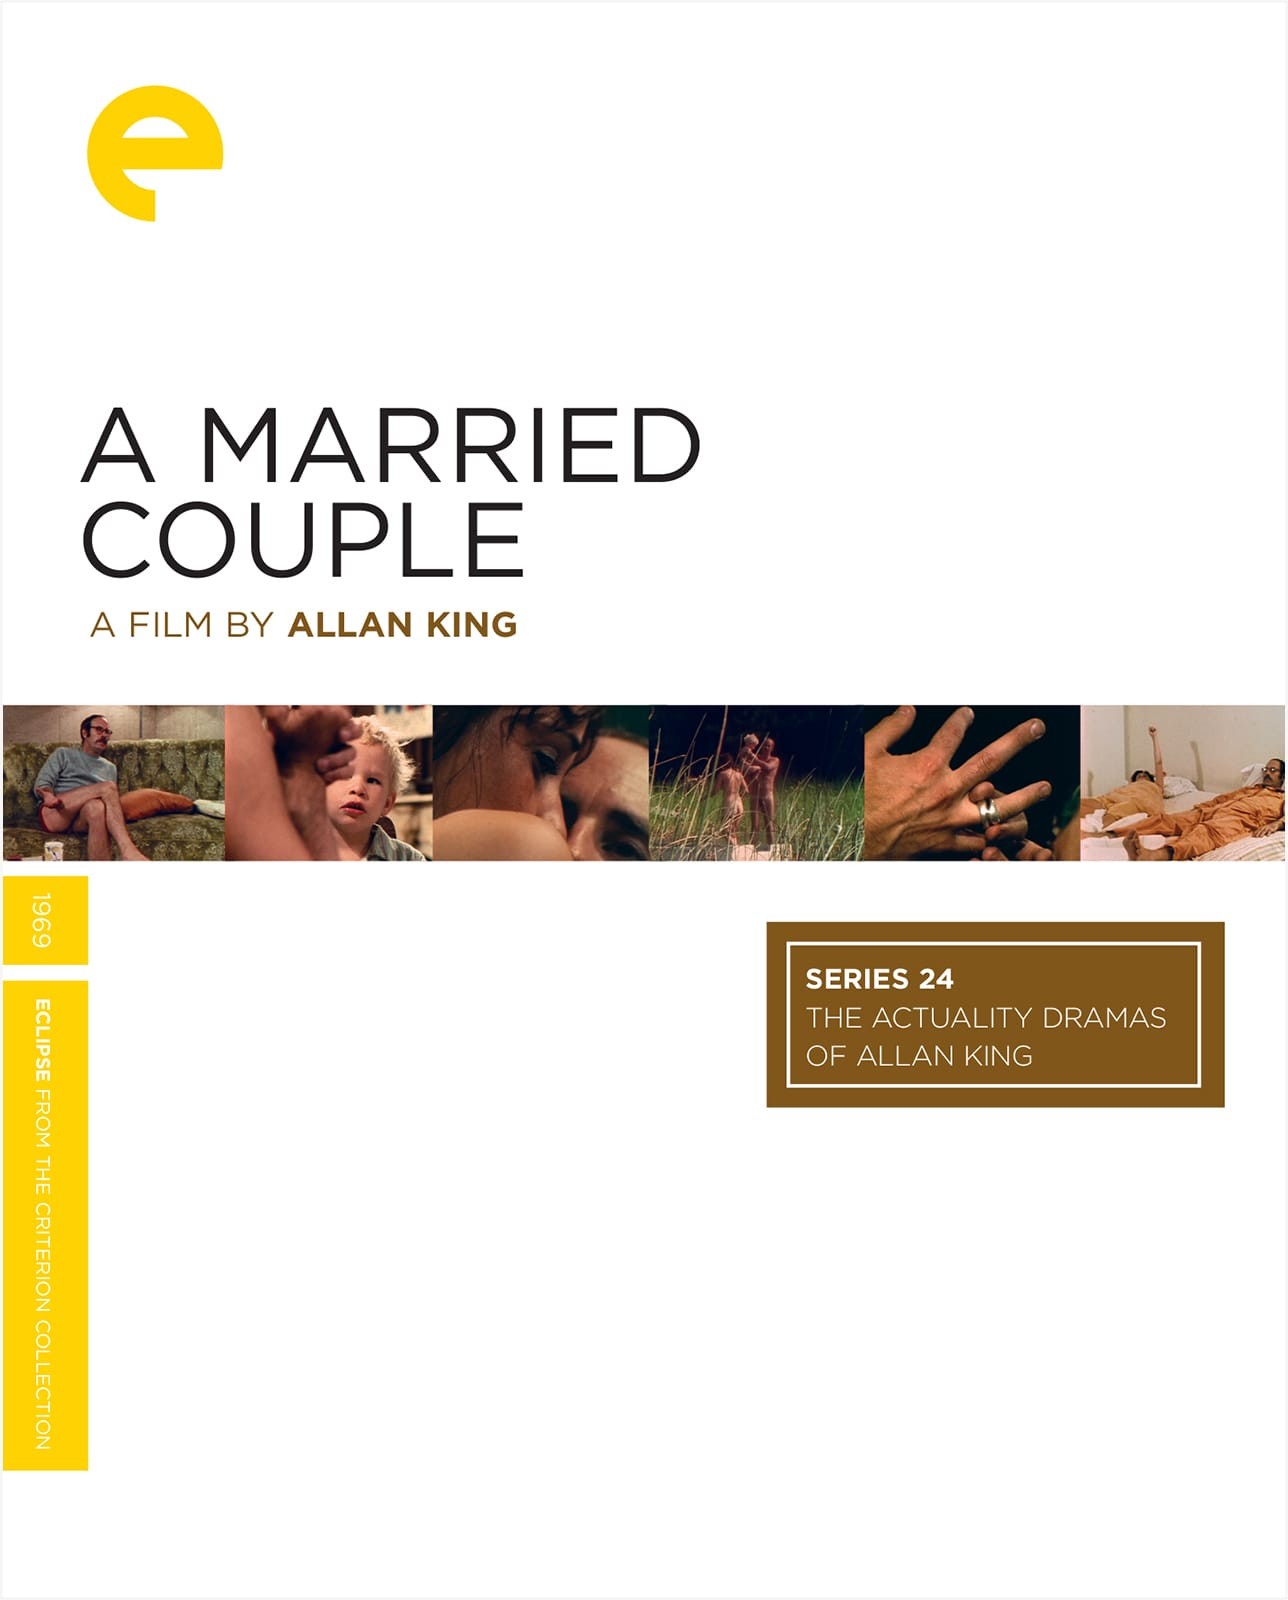 e
A MARRIED
COUPLE
A FILM BY ALLAN KING
1969
ECLIPSE FROM THE CRITERION COLLECTION
SERIES 24
THE ACTUALITY DRAMAS
OF ALLAN KING